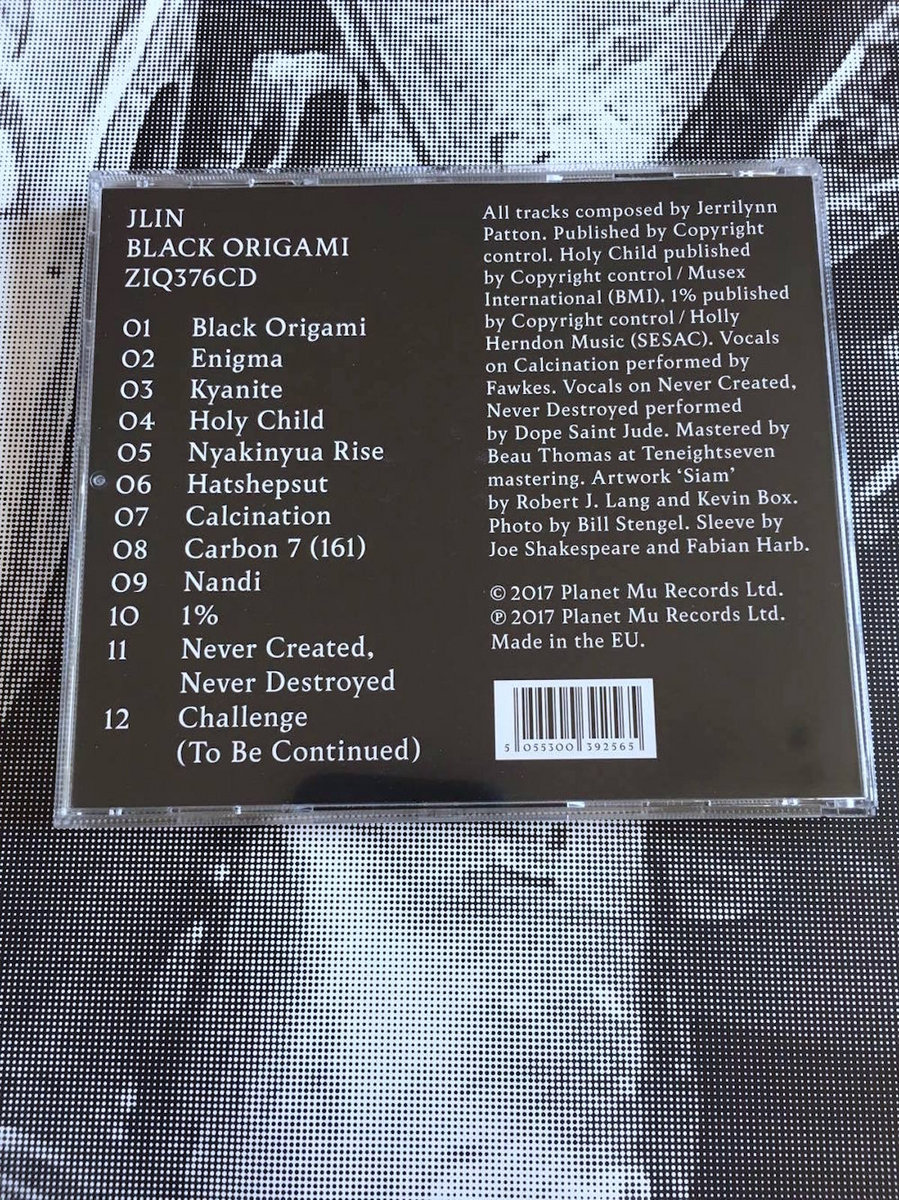 JLIN
BLACK ORIGAMI
ZIQ376CD
01 Black Origami
02 Enigma
03 Kyanite
04 Holy Child
05 Nyakinyua Rise
06 Hatshepsut
07 Calcination
08 Carbon 7 (161)
09 Nandi
10 1%
11 Never Created,
Never Destroyed
12 Challenge
(To Be Continued)
All tracks composed by Jerrilynn
Patton. Published by Copyright
control. Holy Child published
by Copyright control / Musex
International (BMI). 1% published
by Copyright control / Holly
Herndon Music (SESAC). Vocals
on Calcination performed by
Fawkes. Vocals on Never Created,
Never Destroyed performed
by Dope Saint Jude. Mastered by
Beau Thomas at Teneightseven
mastering. Artwork ‘Siam’
by Robert J. Lang and Kevin Box.
Photo by Bill Stengel. Sleeve by
Joe Shakespeare and Fabian Harb.
© 2017 Planet Mu Records Ltd.
℗ 2017 Planet Mu Records Ltd.
Made in the EU.
5 055300 392565